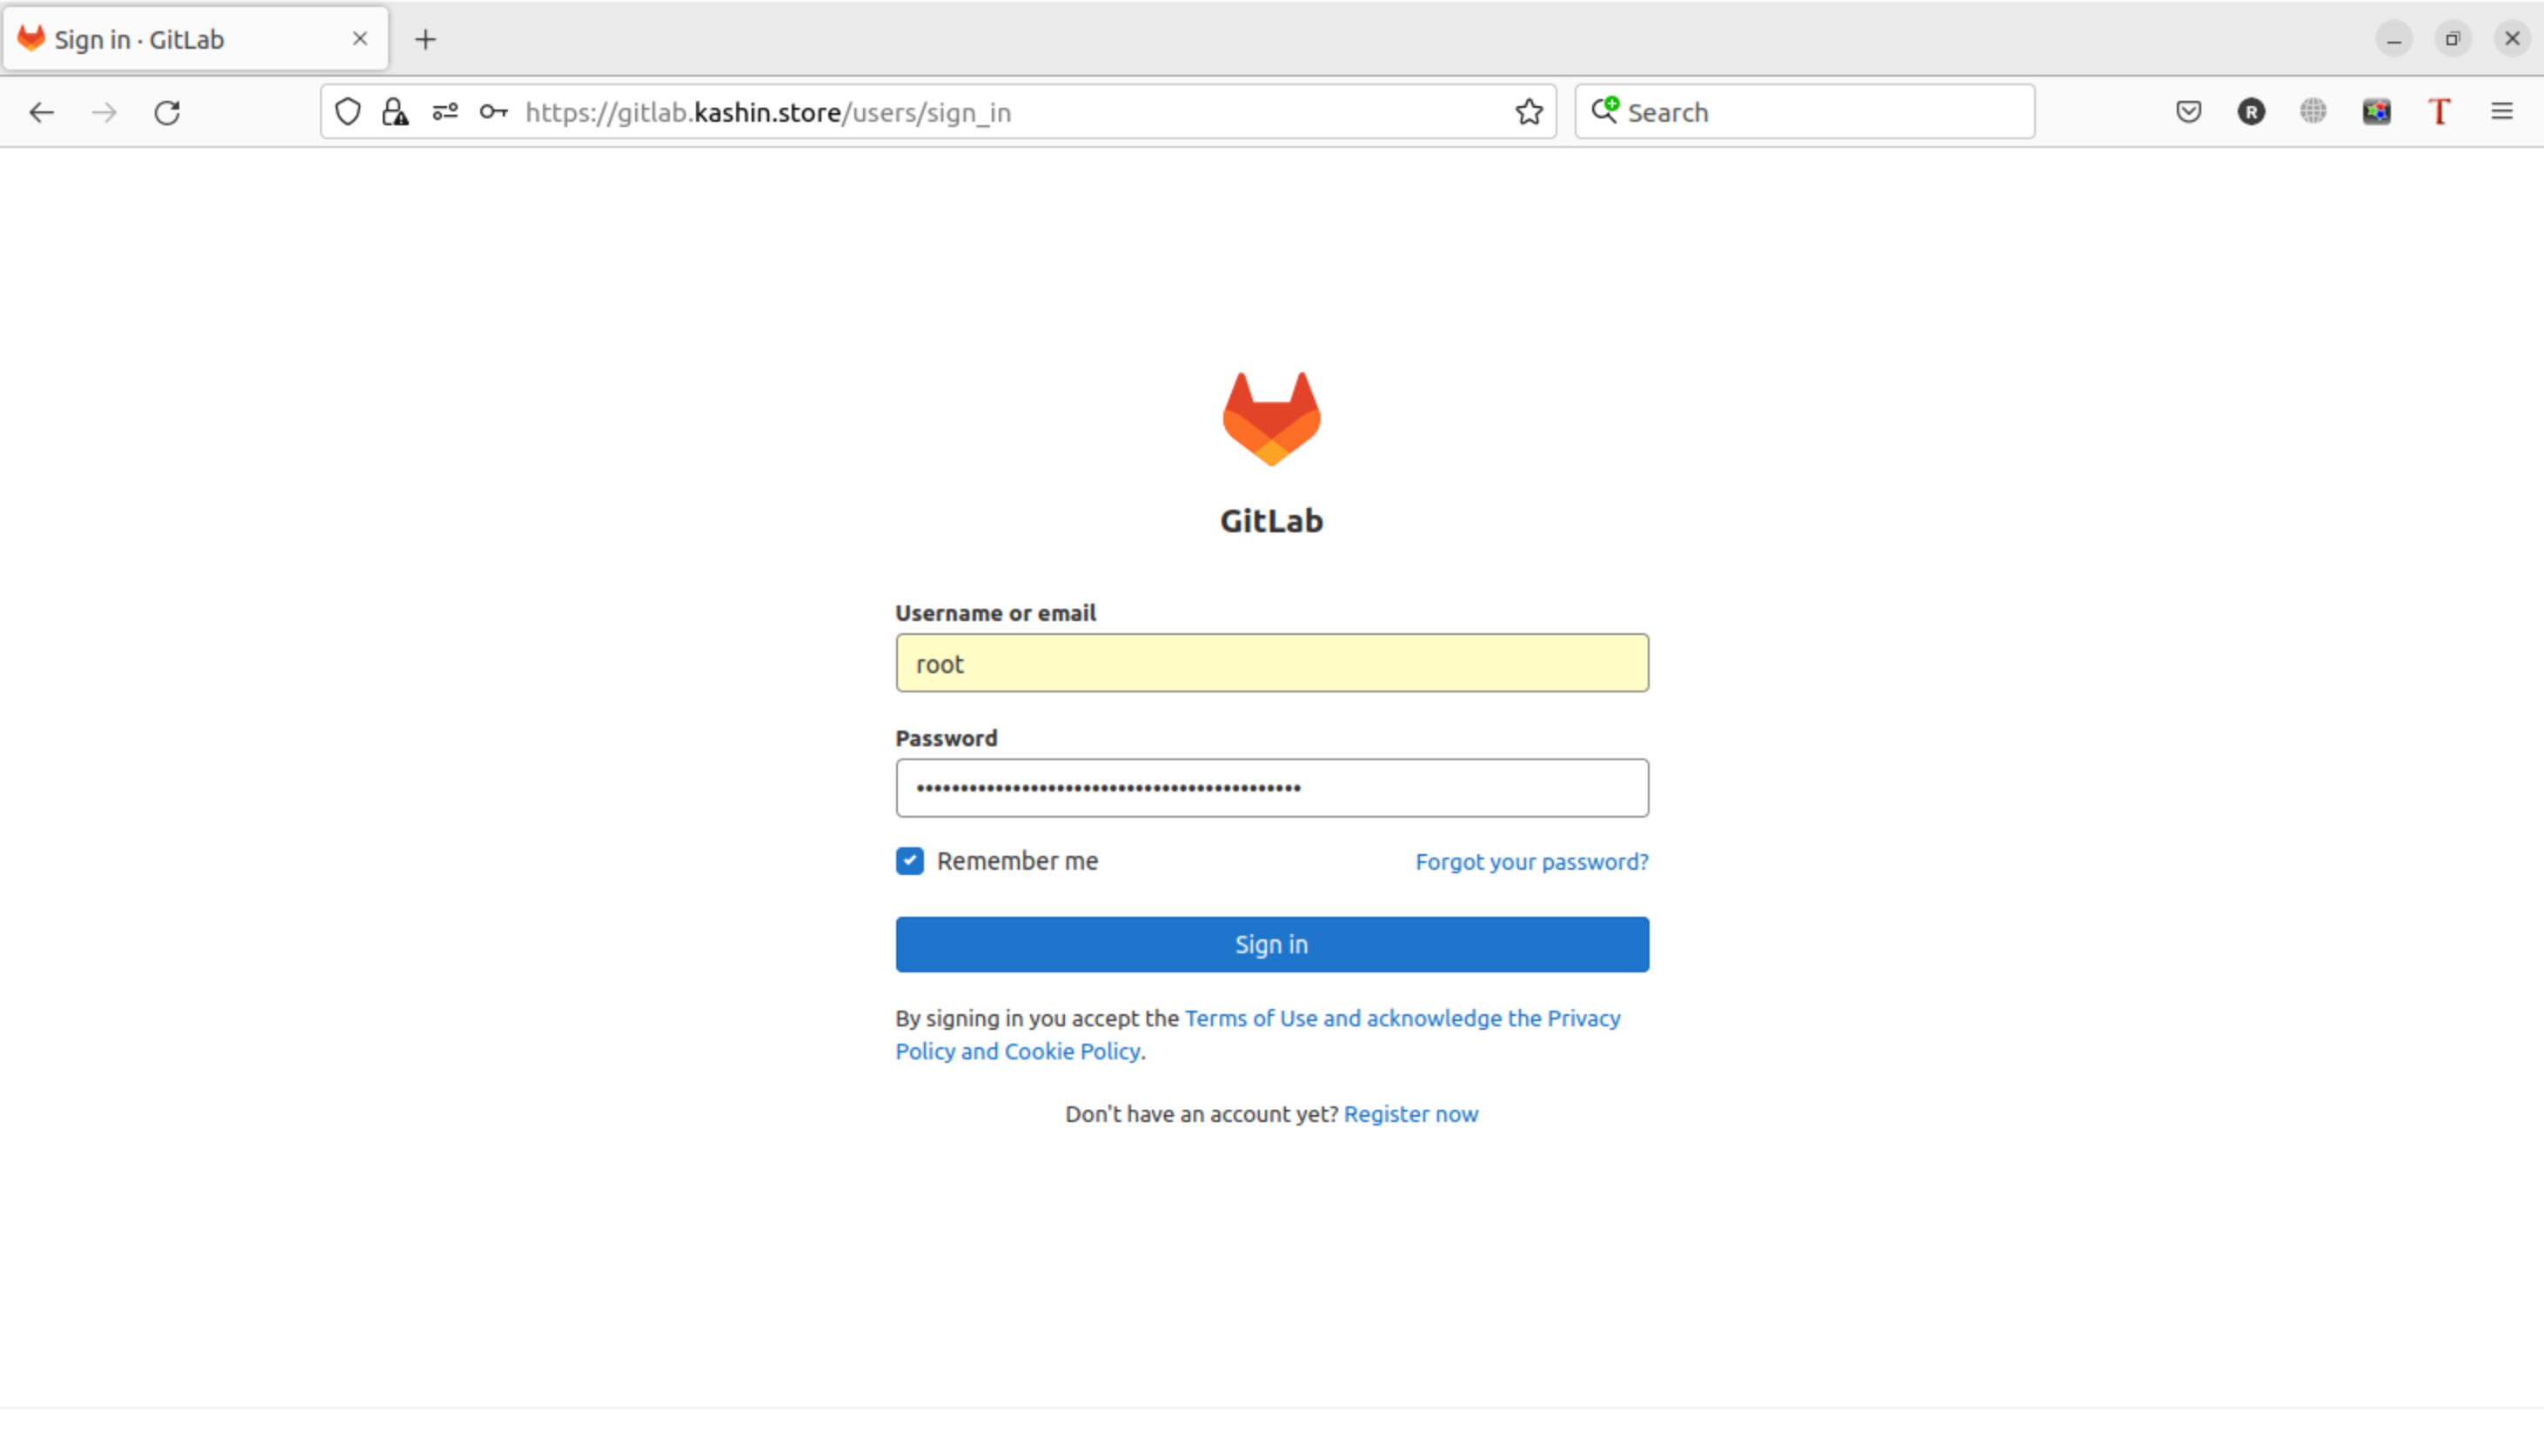 Sign in · GitLab
https://gitlab.kashin.store/users/sign_in
Search
R
T
GitLab
Username or email
root
Password
••••••••••••••••••••••••••••••••••••••••••••
Remember me
Forgot your password?
Sign in
By signing in you accept the Terms of Use and acknowledge the Privacy
Policy and Cookie Policy.
Don't have an account yet? Register now